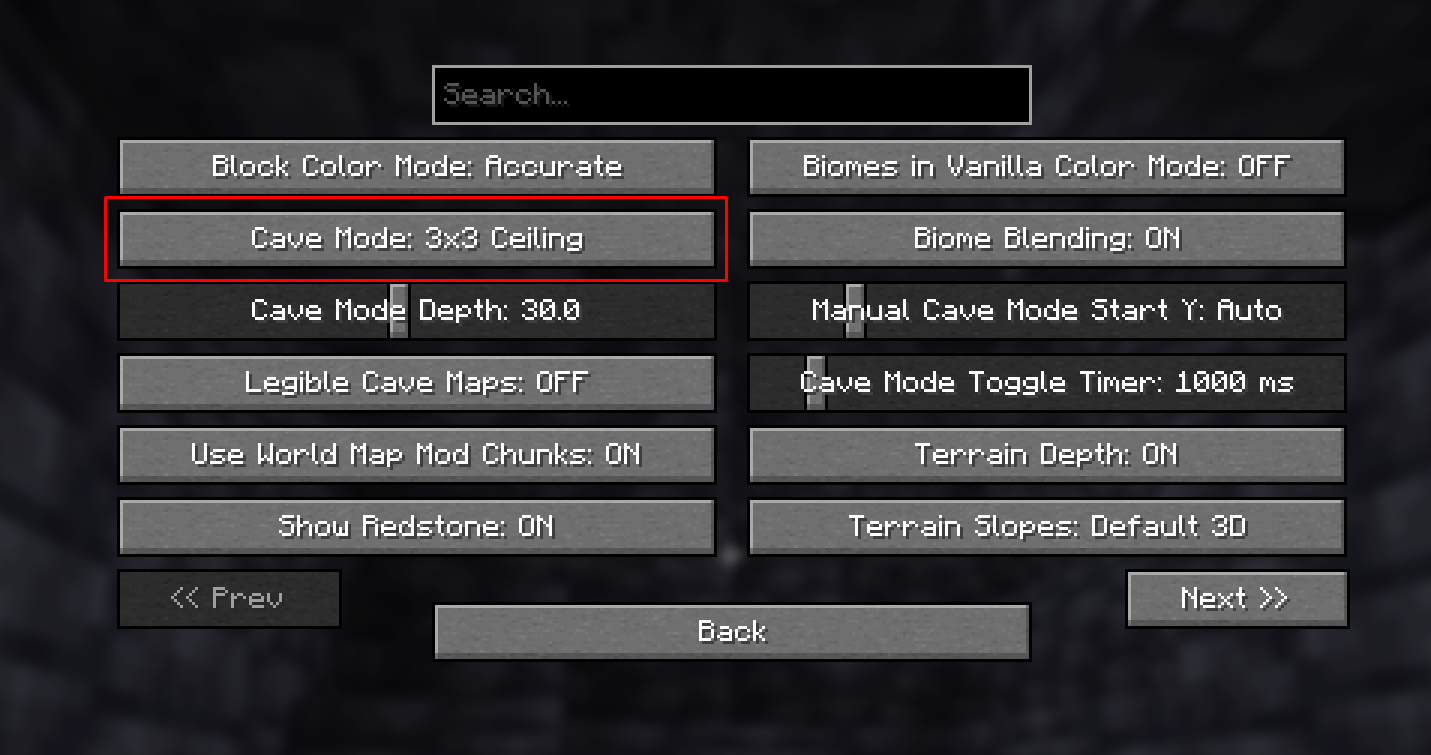 Search...
Block Color Mode: Accurate
Biomes in Vanilla Color Mode: OFF
Cave Mode: 3x3 Ceiling
Biome Blending: ON
Cave Mode Depth: 30.0
Manual Cave Mode Start Y: Auto
Legible Cave Maps: OFF
Cave Mode Toggle Timer: 1000 ms
Use World Map Mod Chunks: ON
Terrain Depth: ON
Show Redstone: ON
Terrain Slopes: Default 3D
<< Prev
Next >>
Back